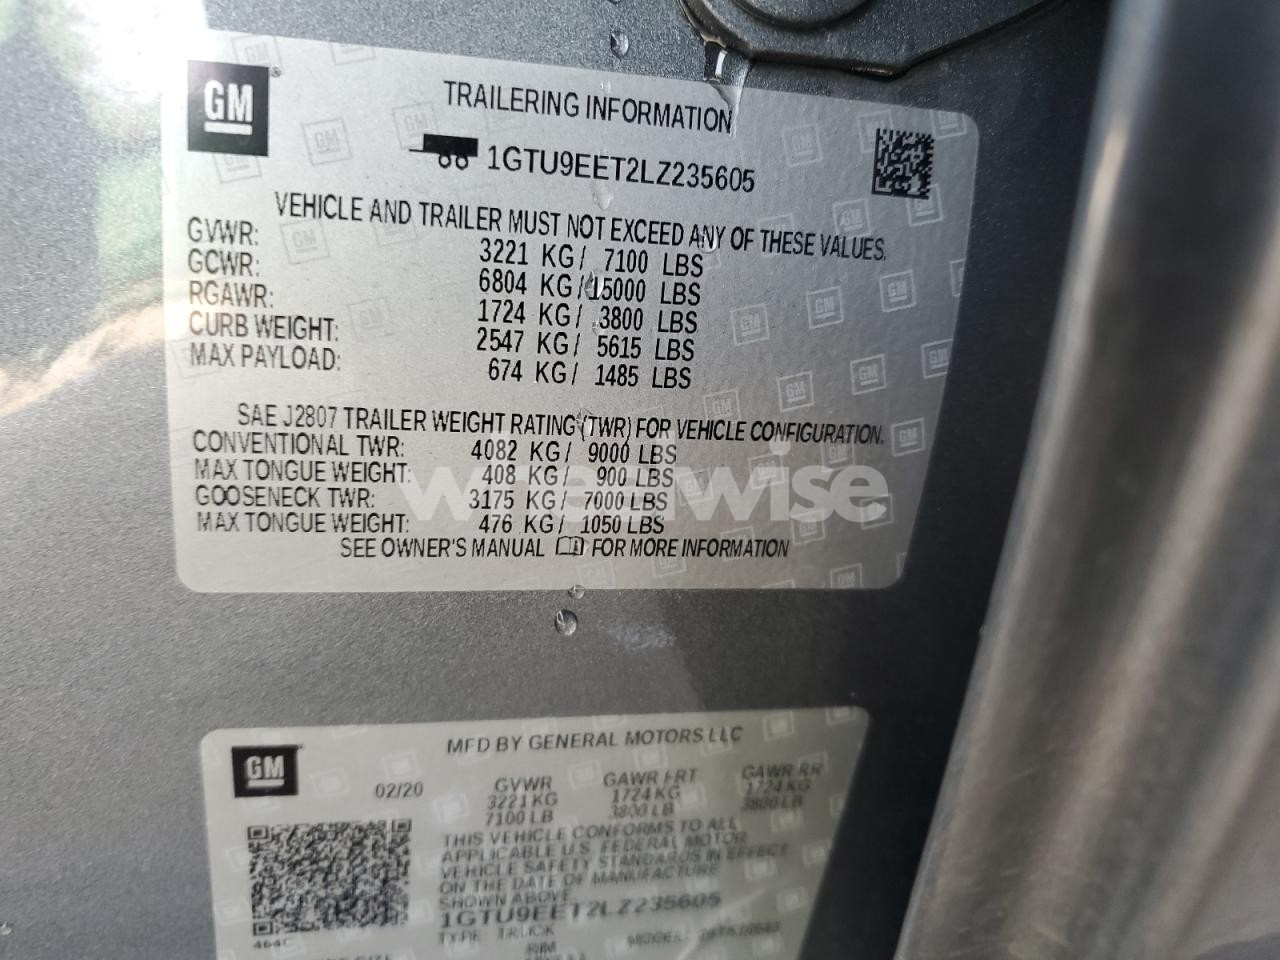 GM
TRAILERING INFORMATION
1GTU9EET2LZ235605
VEHICLE AND TRAILER MUST NOT EXCEED ANY OF THESE VALUES.
GVWR: 3221 KG/ 7100 LBS
GCWR: 6804 KG/15000 LBS
RGAWR: 1724 KG/ 3800 LBS
CURB WEIGHT: 2547 KG/ 5615 LBS
MAX PAYLOAD: 674 KG/ 1485 LBS
SAE J2807 TRAILER WEIGHT RATING (TWR) FOR VEHICLE CONFIGURATION.
CONVENTIONAL TWR: 4082 KG/ 9000 LBS
MAX TONGUE WEIGHT: 408 KG/ 900 LBS
GOOSENECK TWR: 3175 KG/ 7000 LBS
MAX TONGUE WEIGHT: 476 KG/ 1050 LBS
SEE OWNER'S MANUAL FOR MORE INFORMATION
wheelwise
GM
MFD BY GENERAL MOTORS LLC
02/20 GVWR GAWR FRT GAWR RR
3221 KG 1724 KG 1724 KG
7100 LB 3800 LB 3800 LB
THIS VEHICLE CONFORMS TO ALL
APPLICABLE U.S. FEDERAL MOTOR
VEHICLE SAFETY STANDARDS IN EFFECT
ON THE DATE OF MANUFACTURE
SHOWN ABOVE.
1GTU9EET2LZ235605
464C
TYPE: TRUCK
MODEL:
RIM